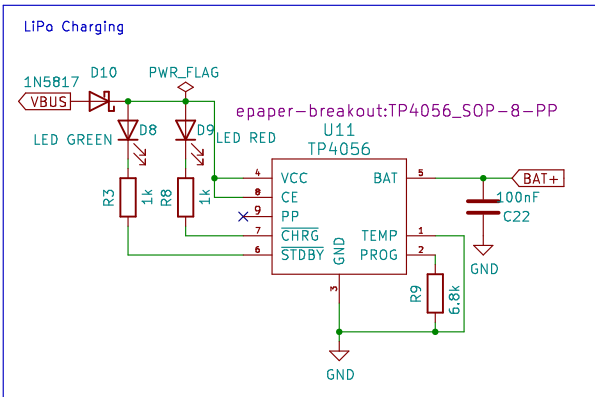 LiPo Charging
D10
PWR_FLAG
1N5817
VBUS
epaper-breakout:TP4056_SOP-8-PP
D8
D9
LED GREEN
LED RED
U11
TP4056
4
VCC
BAT
5
BAT+
8
CE
100nF
C22
9
PP
R3
1k
R8
1k
7
CHRG
TEMP
1
6
STDBY
GND
PROG
2
GND
3
R9
6.8k
GND